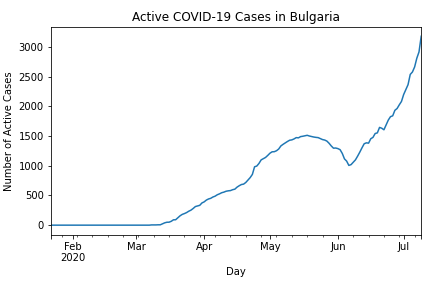 Active COVID-19 Cases in Bulgaria
Number of Active Cases
3000
2500
2000
1500
1000
500
0
Feb Mar Apr May Jun Jul
2020
Day